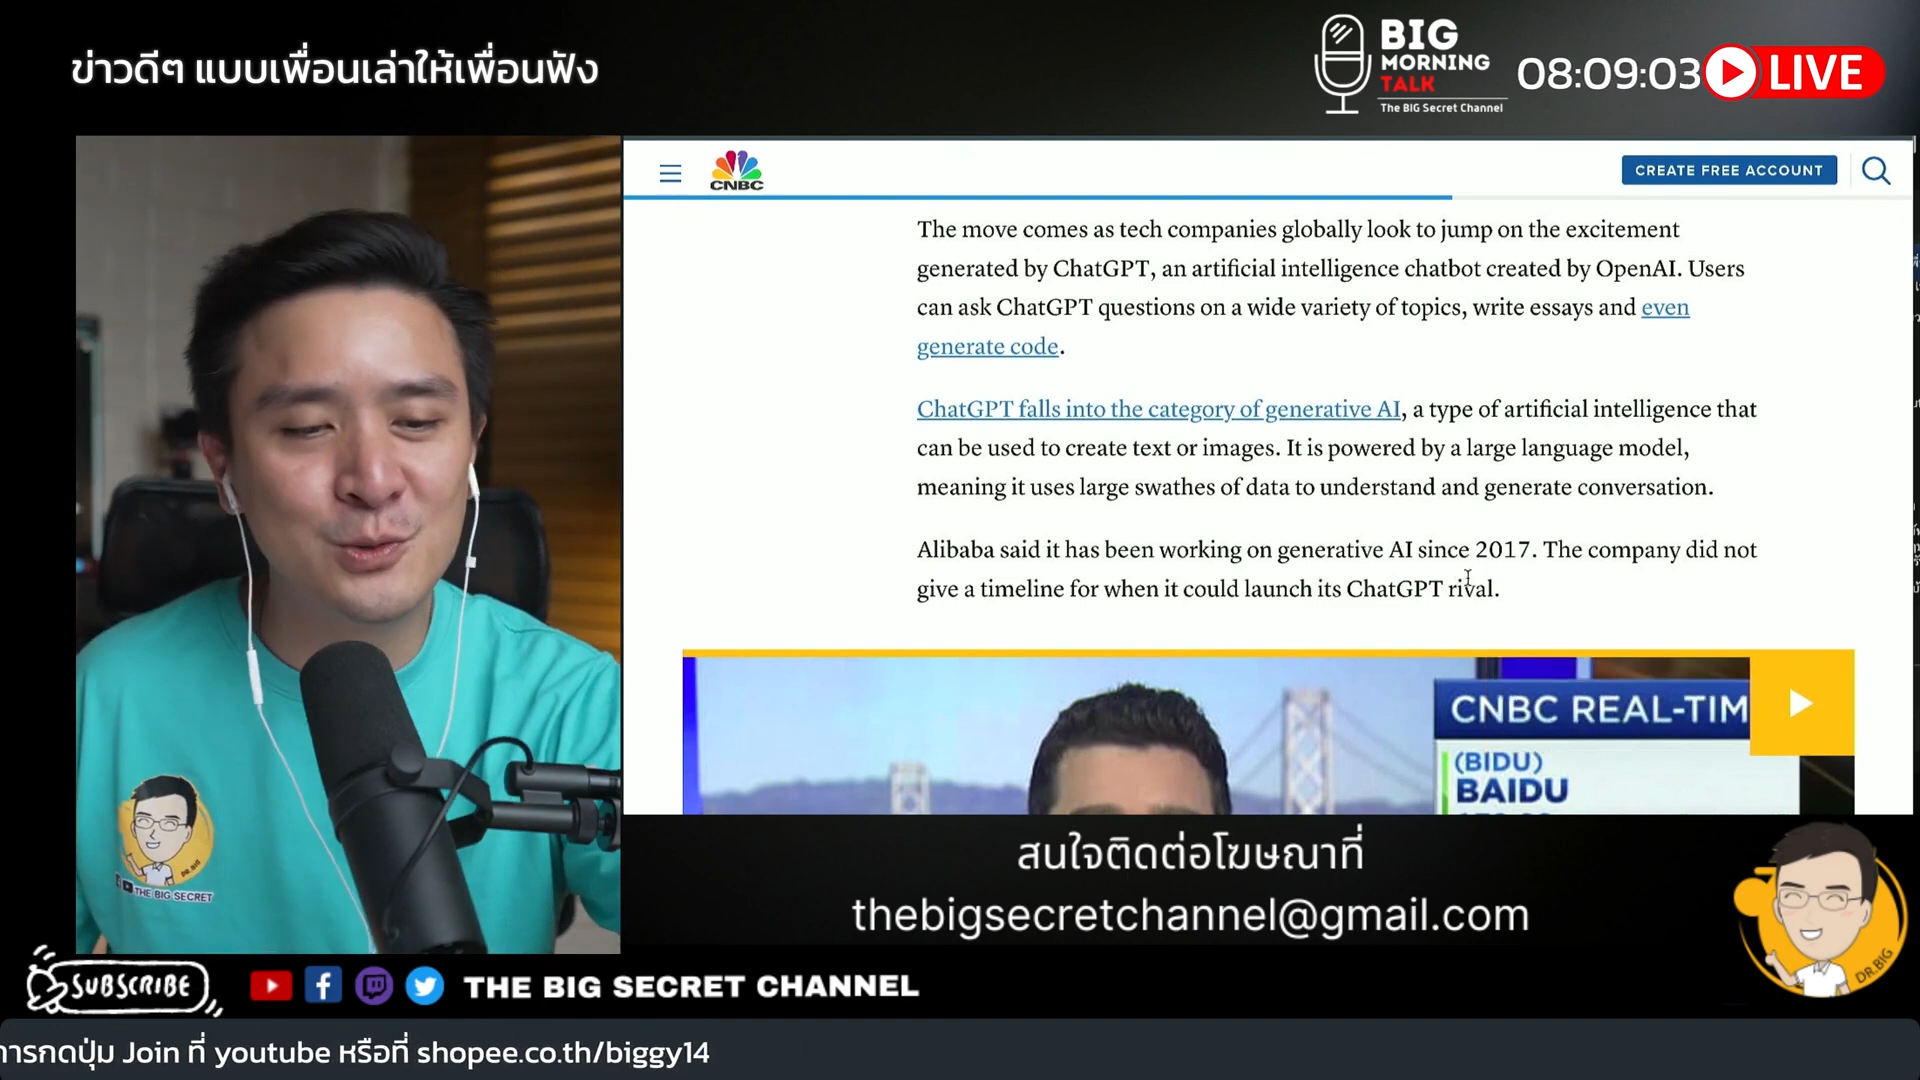 ข่าวดีๆ แบบเพื่อนเล่าให้เพื่อนฟัง
BIG
MORNING
TALK
The BIG Secret Channel
08:09:03
LIVE
CNBC
CREATE FREE ACCOUNT
The move comes as tech companies globally look to jump on the excitement
generated by ChatGPT, an artificial intelligence chatbot created by OpenAI. Users
can ask ChatGPT questions on a wide variety of topics, write essays and even
generate code.
ChatGPT falls into the category of generative AI, a type of artificial intelligence that
can be used to create text or images. It is powered by a large language model,
meaning it uses large swathes of data to understand and generate conversation.
Alibaba said it has been working on generative AI since 2017. The company did not
give a timeline for when it could launch its ChatGPT rival.
CNBC REAL-TIM
(BIDU)
BAIDU
DR.BIG
THE BIG SECRET
สนใจติดต่อโฆษณาที่
thebigsecretchannel@gmail.com
DR.BIG
SUBSCRIBE
THE BIG SECRET CHANNEL
การกดปุ่ม Join ที่ youtube หรือที่ shopee.co.th/biggy14